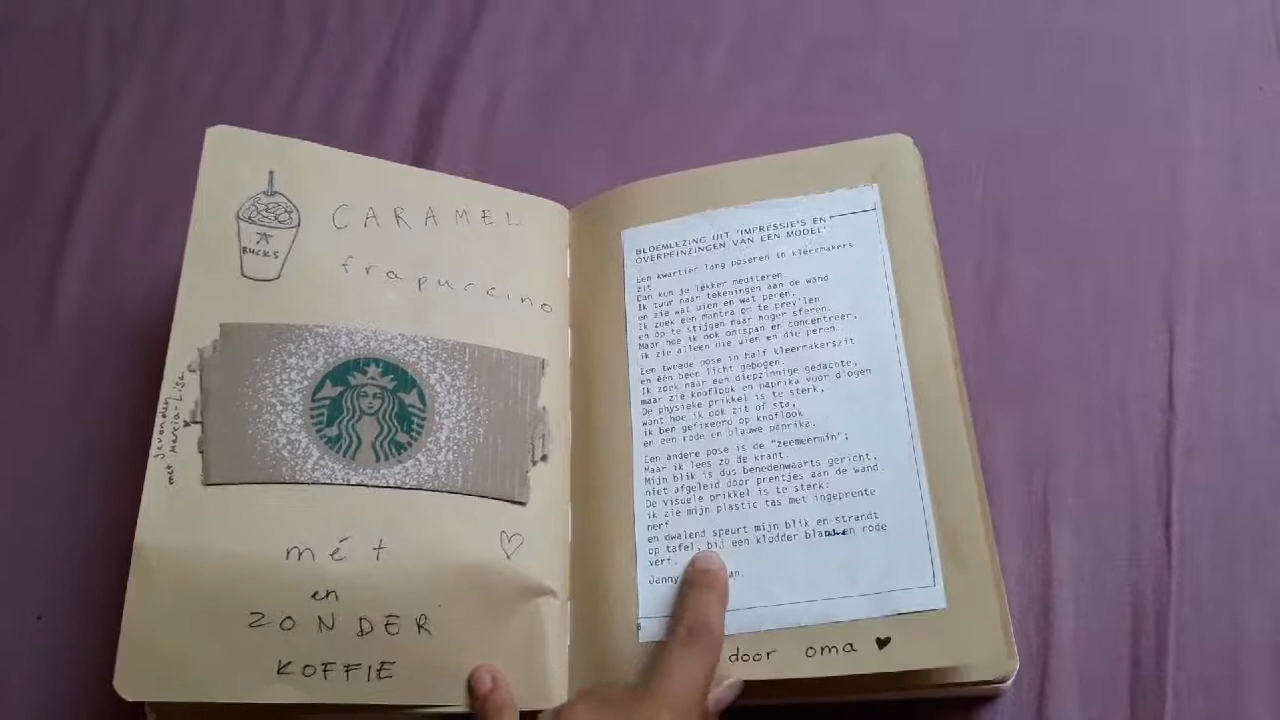 CARAMEL
frapuccino
BUCKS
gevonden
met Marcia-Lisa
mét
en
ZONDER
KOFFIE
BLOEMLEZING UIT 'IMPRESSIE'S EN
OVERPEINZINGEN VAN EEN MODEL'
Een kwartier lang poseren in kleermakers
zit.
Dan kun je lekker mediteren.
Ik tuur naar tekeningen aan de wand
en zie wat uien en wat peren.
Ik zoek een mantra om te prev'len
en op te stijgen naar hoger sferen.
Maar hoe ik ook ontspan en concentreer,
ik zie alleen die uien en die peren.
Een tweede pose in half kleermakerszit
en één been licht gebogen.
Ik zoek naar een diepzinnige gedachte,
maar zie knoflook en paprika voor d'ogen
De physieke prikkel is te sterk,
want hoe ik ook zit of sta,
ik ben gefixeerd op knoflook
en een rode en blauwe paprika.
Een andere pose is de "zeemeermin";
Maar ik lees zo de krant.
Mijn blik is dus benedenwaarts gericht,
niet afgeleid door prentjes aan de wand.
De visuele prikkel is te sterk:
ik zie mijn plastic tas met ingeprente
nerf
en dwalend speurt mijn blik en strandt
op tafel, bij een klodder rode
verf.
door oma
6